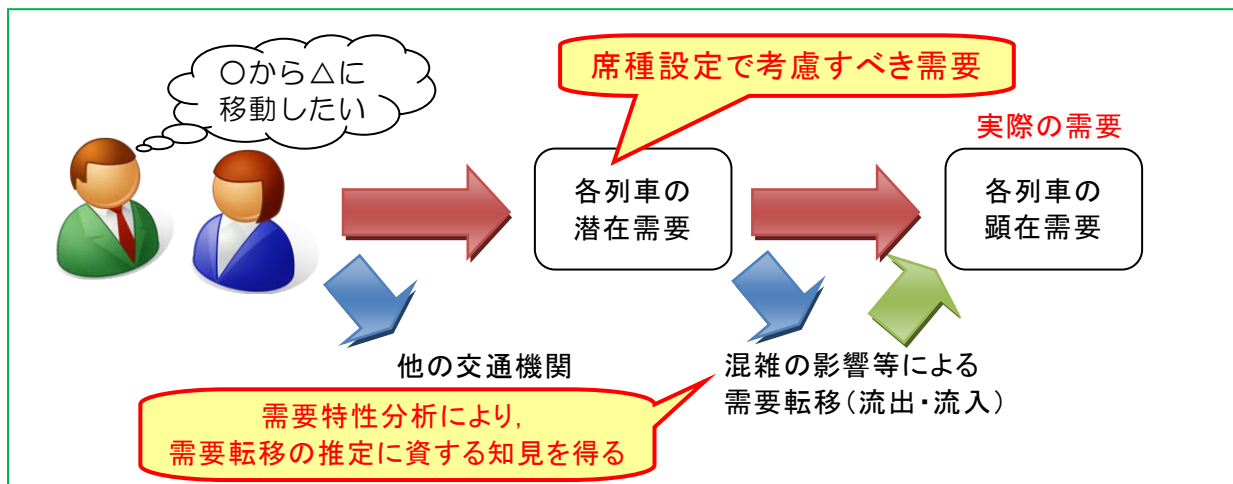 〇から△に
移動したい
席種設定で考慮すべき需要
実際の需要
各列車の
潜在需要
各列車の
顕在需要
他の交通機関
混雑の影響等による
需要転移(流出・流入)
需要特性分析により,
需要転移の推定に資する知見を得る